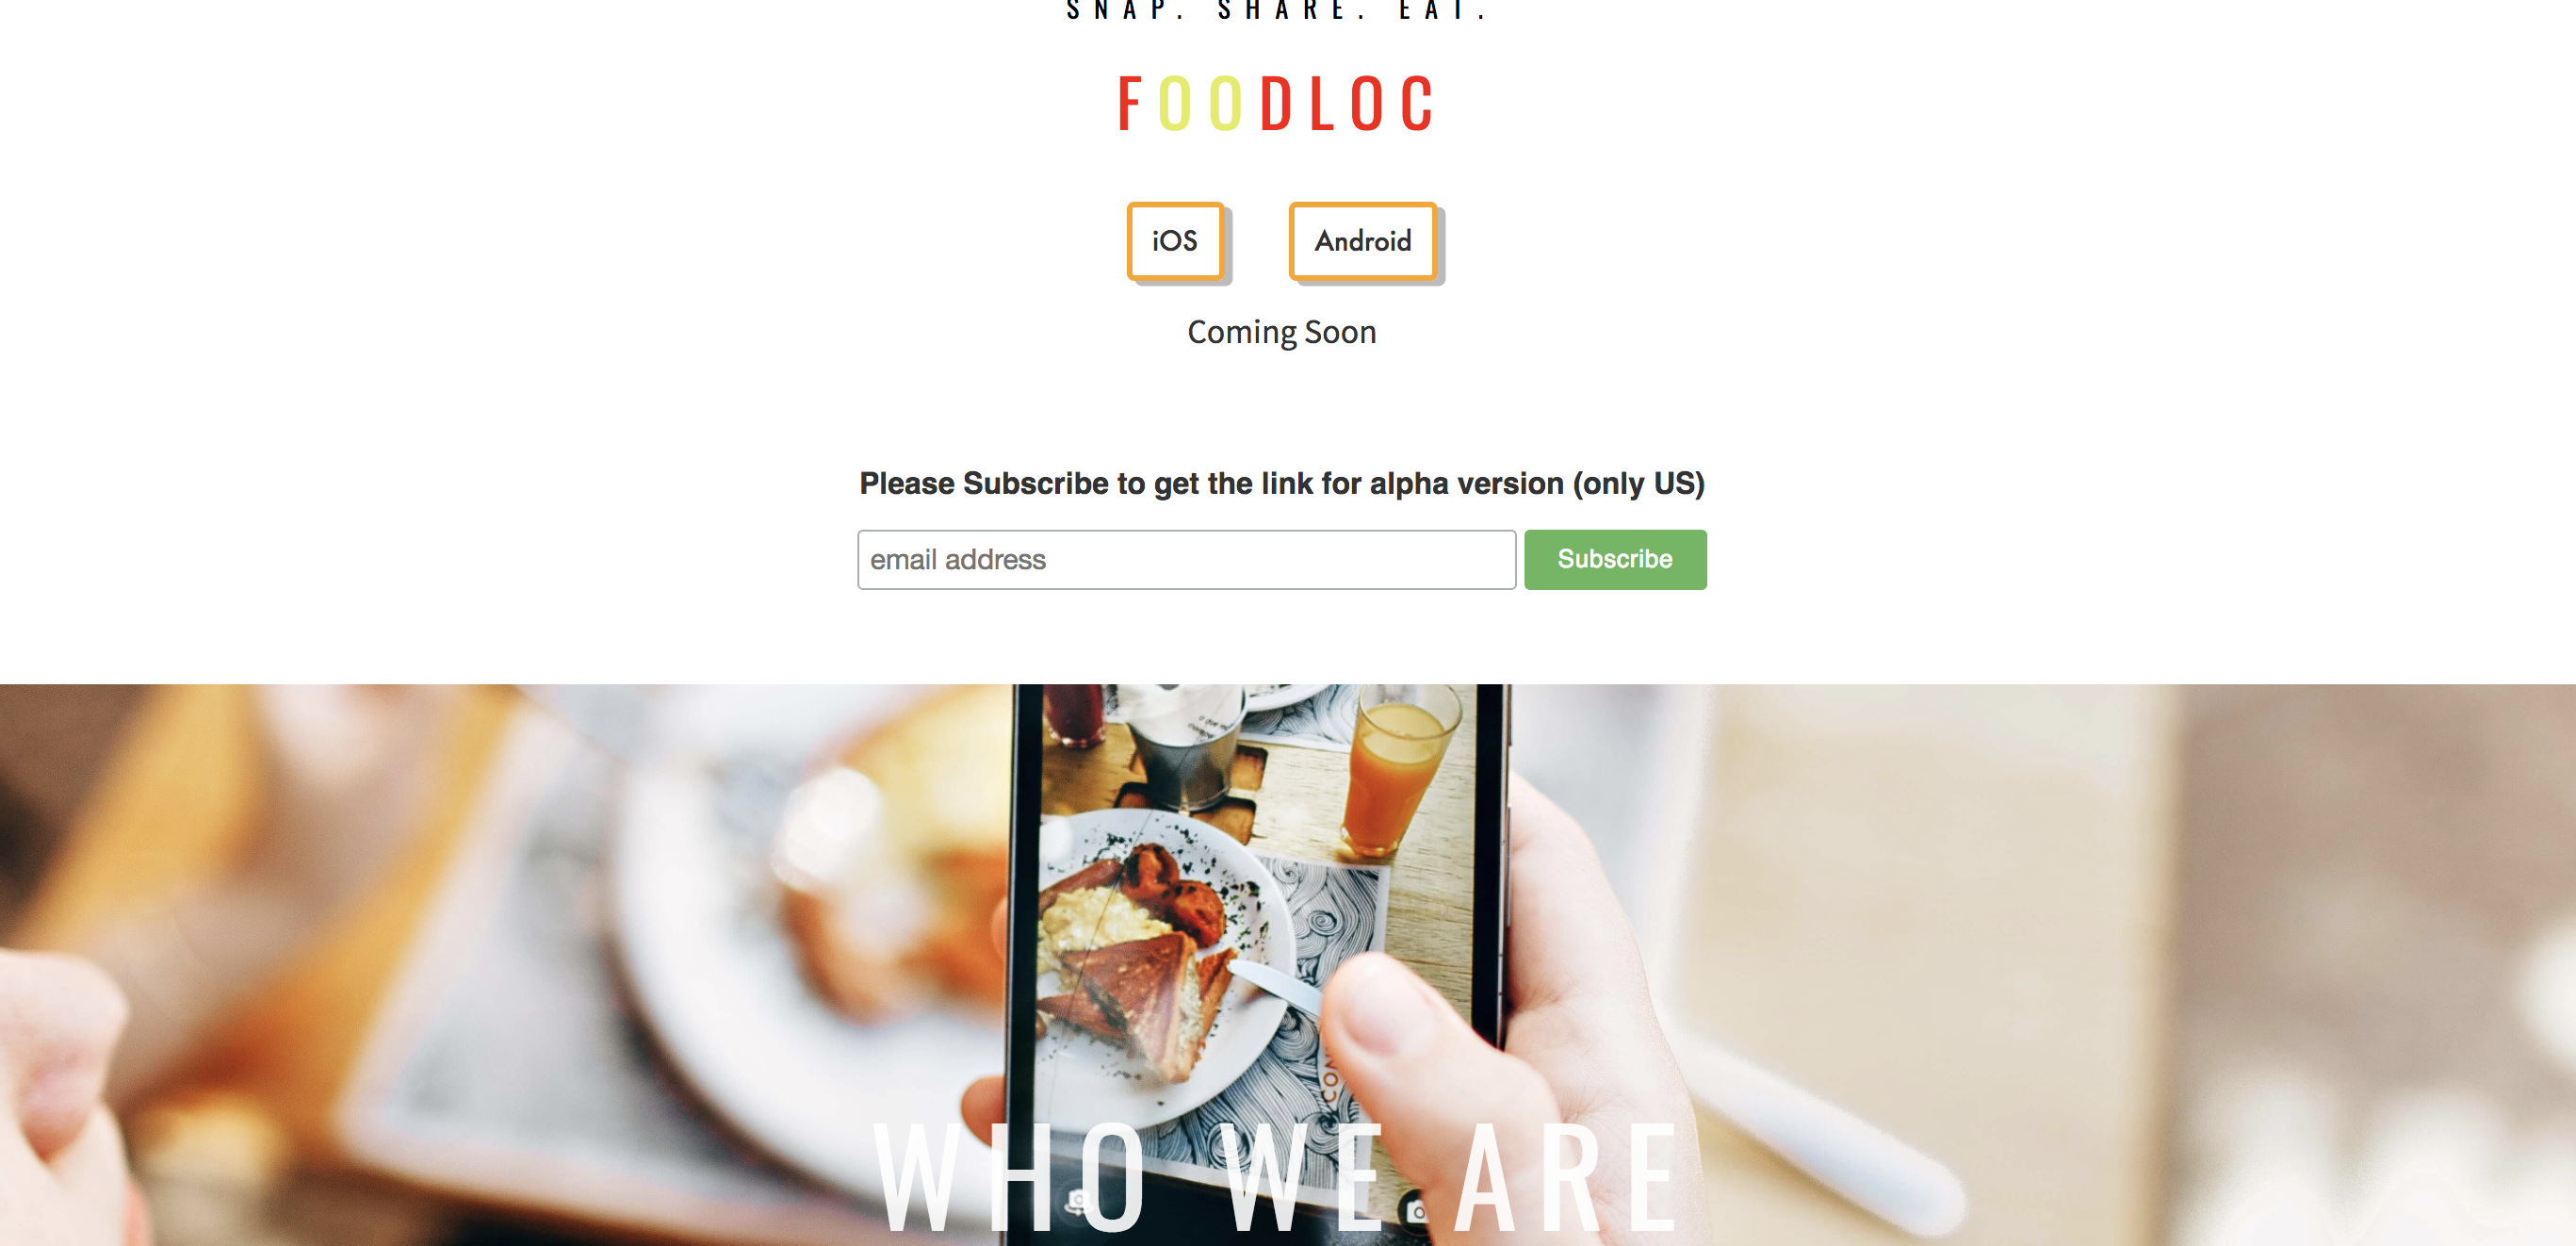 SNAP. SHARE. EAT.
FOODLOC
iOS Android
Coming Soon
Please Subscribe to get the link for alpha version (only US)
email address Subscribe
WHO WE ARE